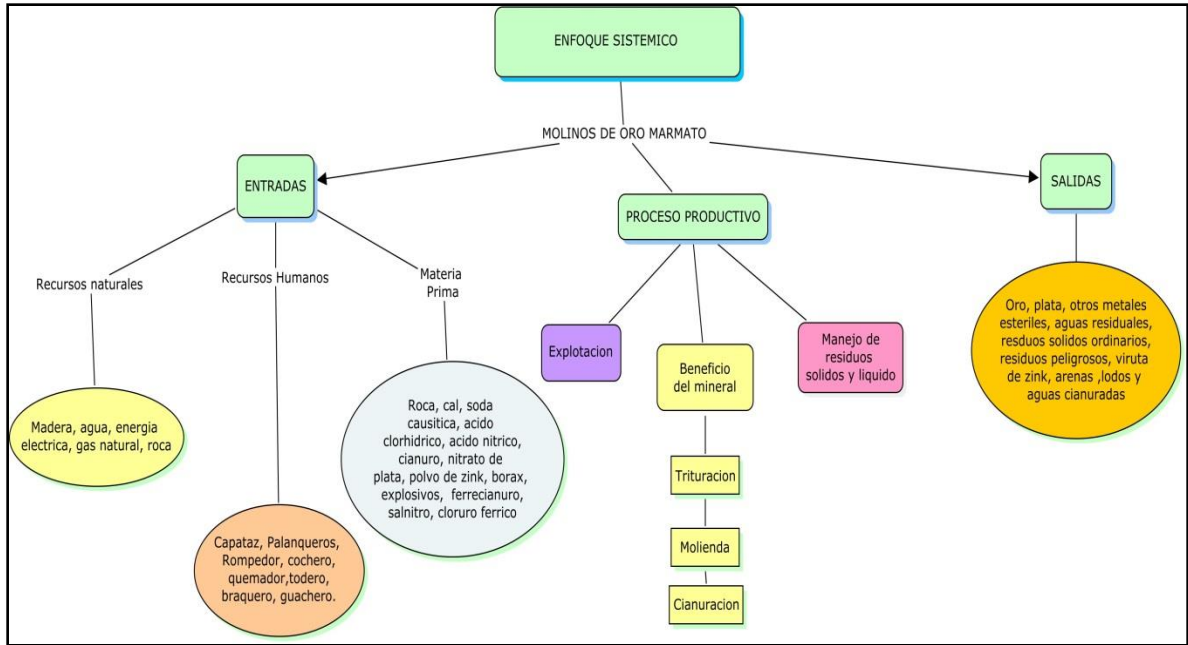 ENFOQUE SISTEMICO
MOLINOS DE ORO MARMATO
ENTRADAS
PROCESO PRODUCTIVO
SALIDAS
Recursos naturales
Recursos Humanos
Materia
Prima
Madera, agua, energia
electrica, gas natural, roca
Capataz, Palanqueros,
Rompedor, cochero,
quemador,todero,
braquero, guachero.
Roca, cal, soda
causitica, acido
clorhidrico, acido nitrico,
cianuro, nitrato de
plata, polvo de zink, borax,
explosivos, ferrecianuro,
salnitro, cloruro ferrico
Explotacion
Beneficio
del mineral
Trituracion
Molienda
Cianuracion
Manejo de
residuos
solidos y liquido
Oro, plata, otros metales
esteriles, aguas residuales,
resduos solidos ordinarios,
residuos peligrosos, viruta
de zink, arenas ,lodos y
aguas cianuradas